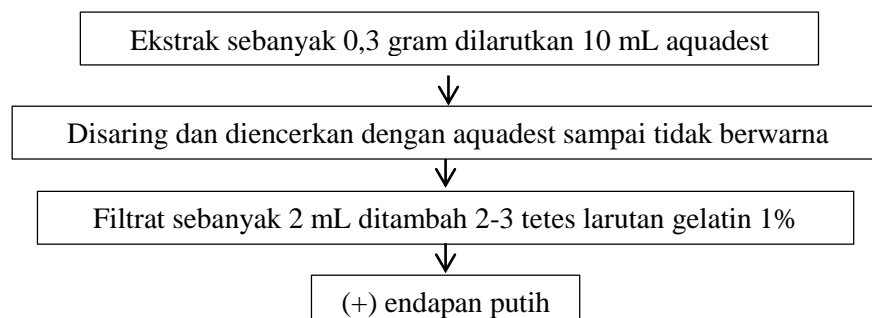 Ekstrak sebanyak 0,3 gram dilarutkan 10 mL aquadest
Disaring dan diencerkan dengan aquadest sampai tidak berwarna
Filtrat sebanyak 2 mL ditambah 2-3 tetes larutan gelatin 1%
(+) endapan putih